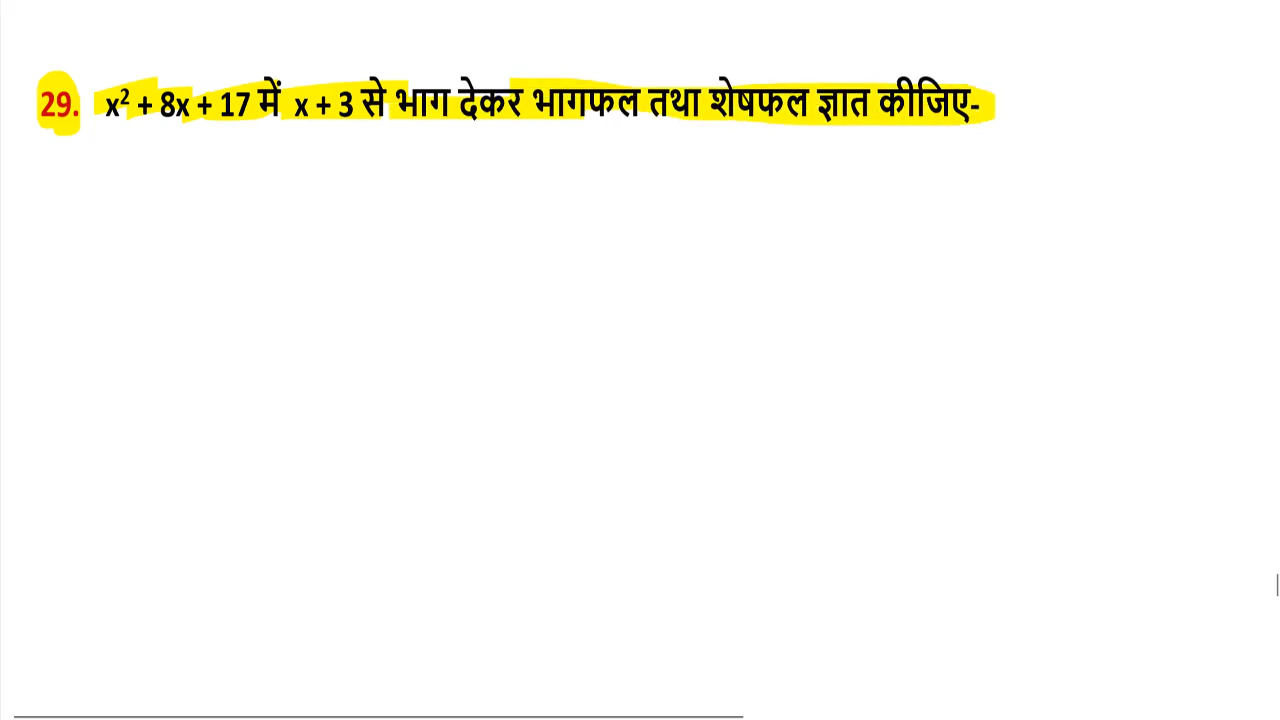 29. x² + 8x + 17 में x + 3 से भाग देकर भागफल तथा शेषफल ज्ञात कीजिए-